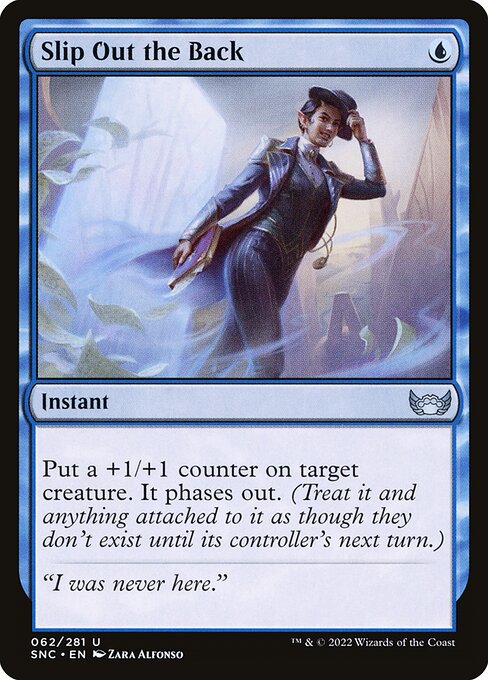 Slip Out the Back
Instant
Put a +1/+1 counter on target
creature. It phases out. (Treat it and
anything attached to it as though they
don’t exist until its controller’s next turn.)
“I was never here.”
062/281 U
SNC • EN Zara Alfonso
™ & © 2022 Wizards of the Coast